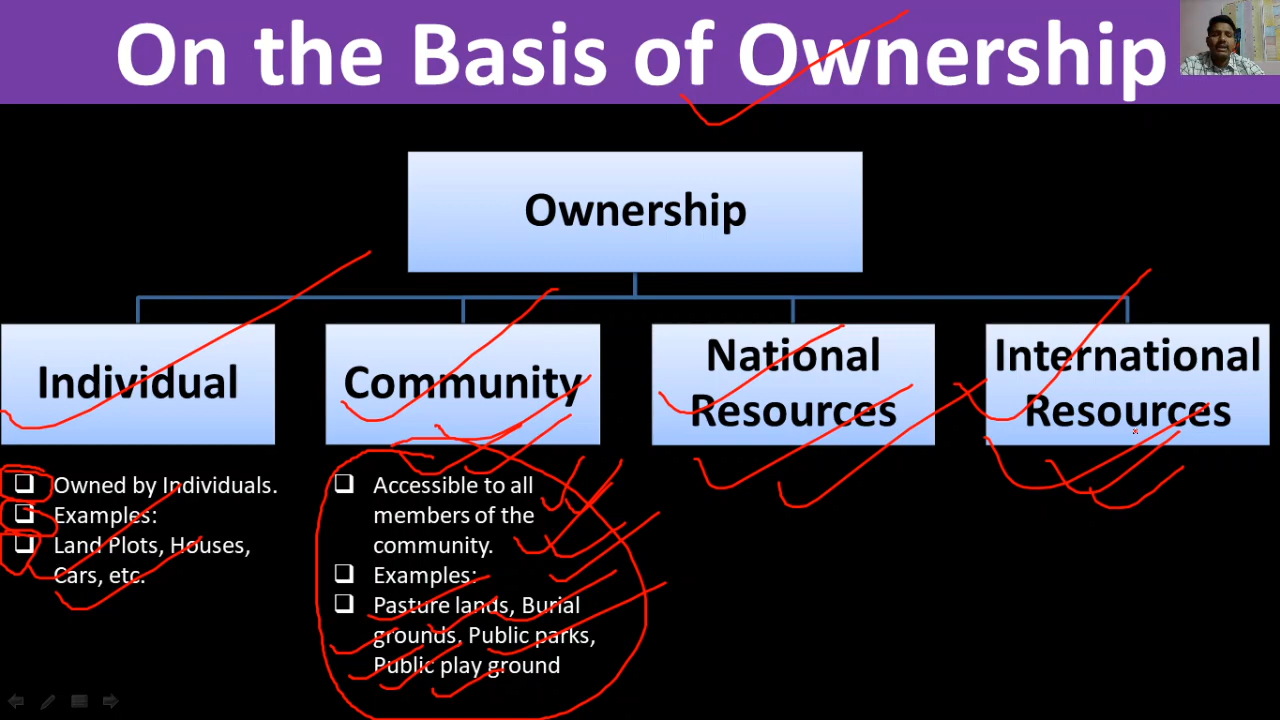 On the Basis of Ownership
Ownership
Individual
Community
National
Resources
International
Resources
❑ Owned by Individuals.
❑ Examples:
❑ Land Plots, Houses,
Cars, etc.
❑ Accessible to all
members of the
community.
❑ Examples:
❑ Pasture lands, Burial
grounds. Public parks,
Public play ground